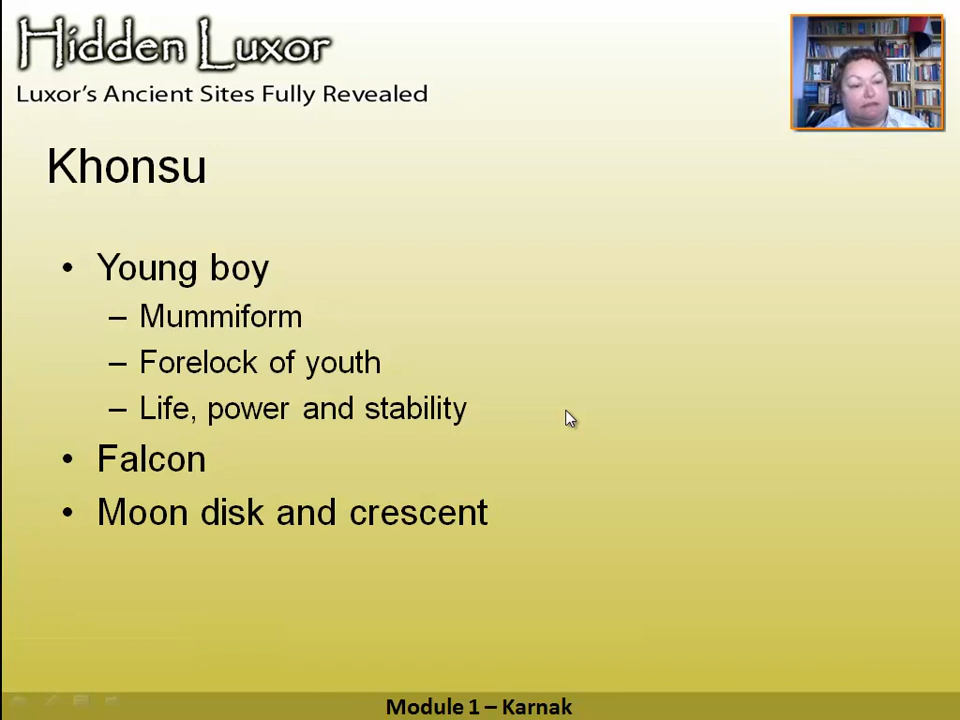 Hidden Luxor
Luxor's Ancient Sites Fully Revealed
Khonsu
• Young boy
– Mummiform
– Forelock of youth
– Life, power and stability
• Falcon
• Moon disk and crescent
Module 1 – Karnak